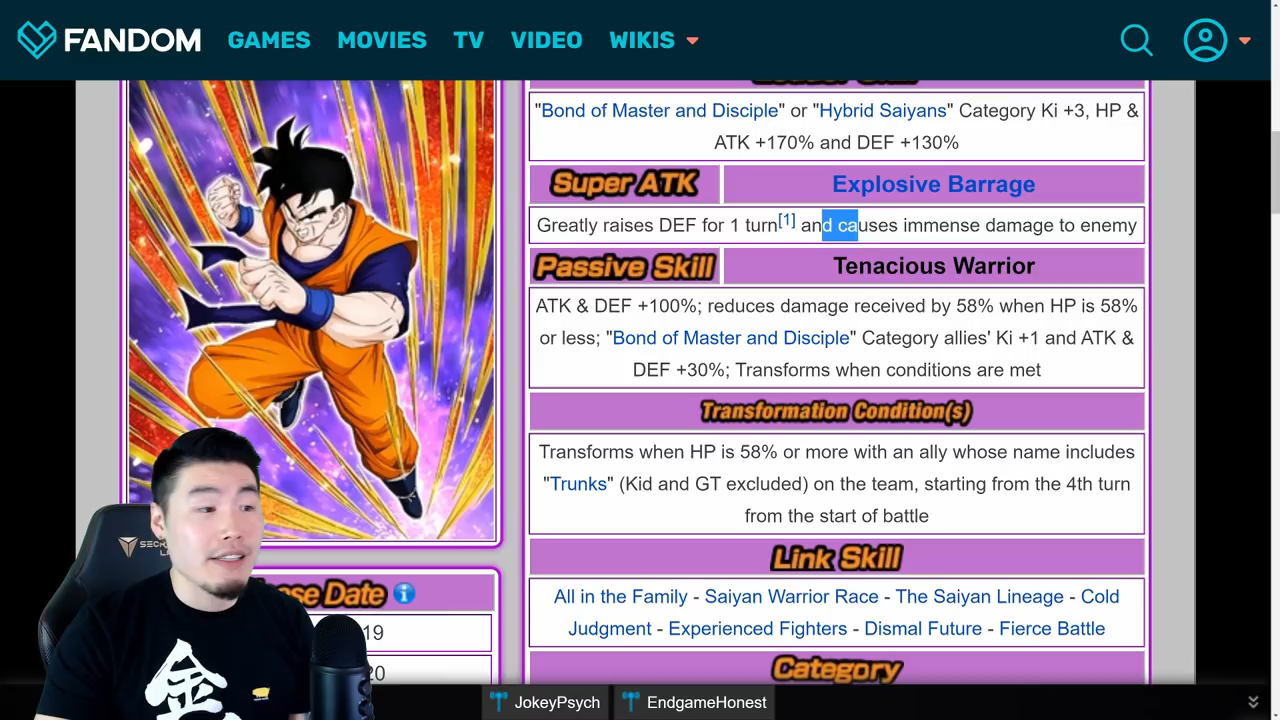 FANDOM GAMES MOVIES TV VIDEO WIKIS
"Bond of Master and Disciple" or "Hybrid Saiyans" Category Ki +3, HP &
ATK +170% and DEF +130%
Super ATK
Explosive Barrage
Greatly raises DEF for 1 turn[1] and causes immense damage to enemy
Passive Skill
Tenacious Warrior
ATK & DEF +100%; reduces damage received by 58% when HP is 58%
or less; "Bond of Master and Disciple" Category allies' Ki +1 and ATK &
DEF +30%; Transforms when conditions are met
Transformation Condition(s)
Transforms when HP is 58% or more with an ally whose name includes
"Trunks" (Kid and GT excluded) on the team, starting from the 4th turn
from the start of battle
Link Skill
All in the Family - Saiyan Warrior Race - The Saiyan Lineage - Cold
Judgment - Experienced Fighters - Dismal Future - Fierce Battle
Category
Date
19
20
金
JokeyPsych
EndgameHonest